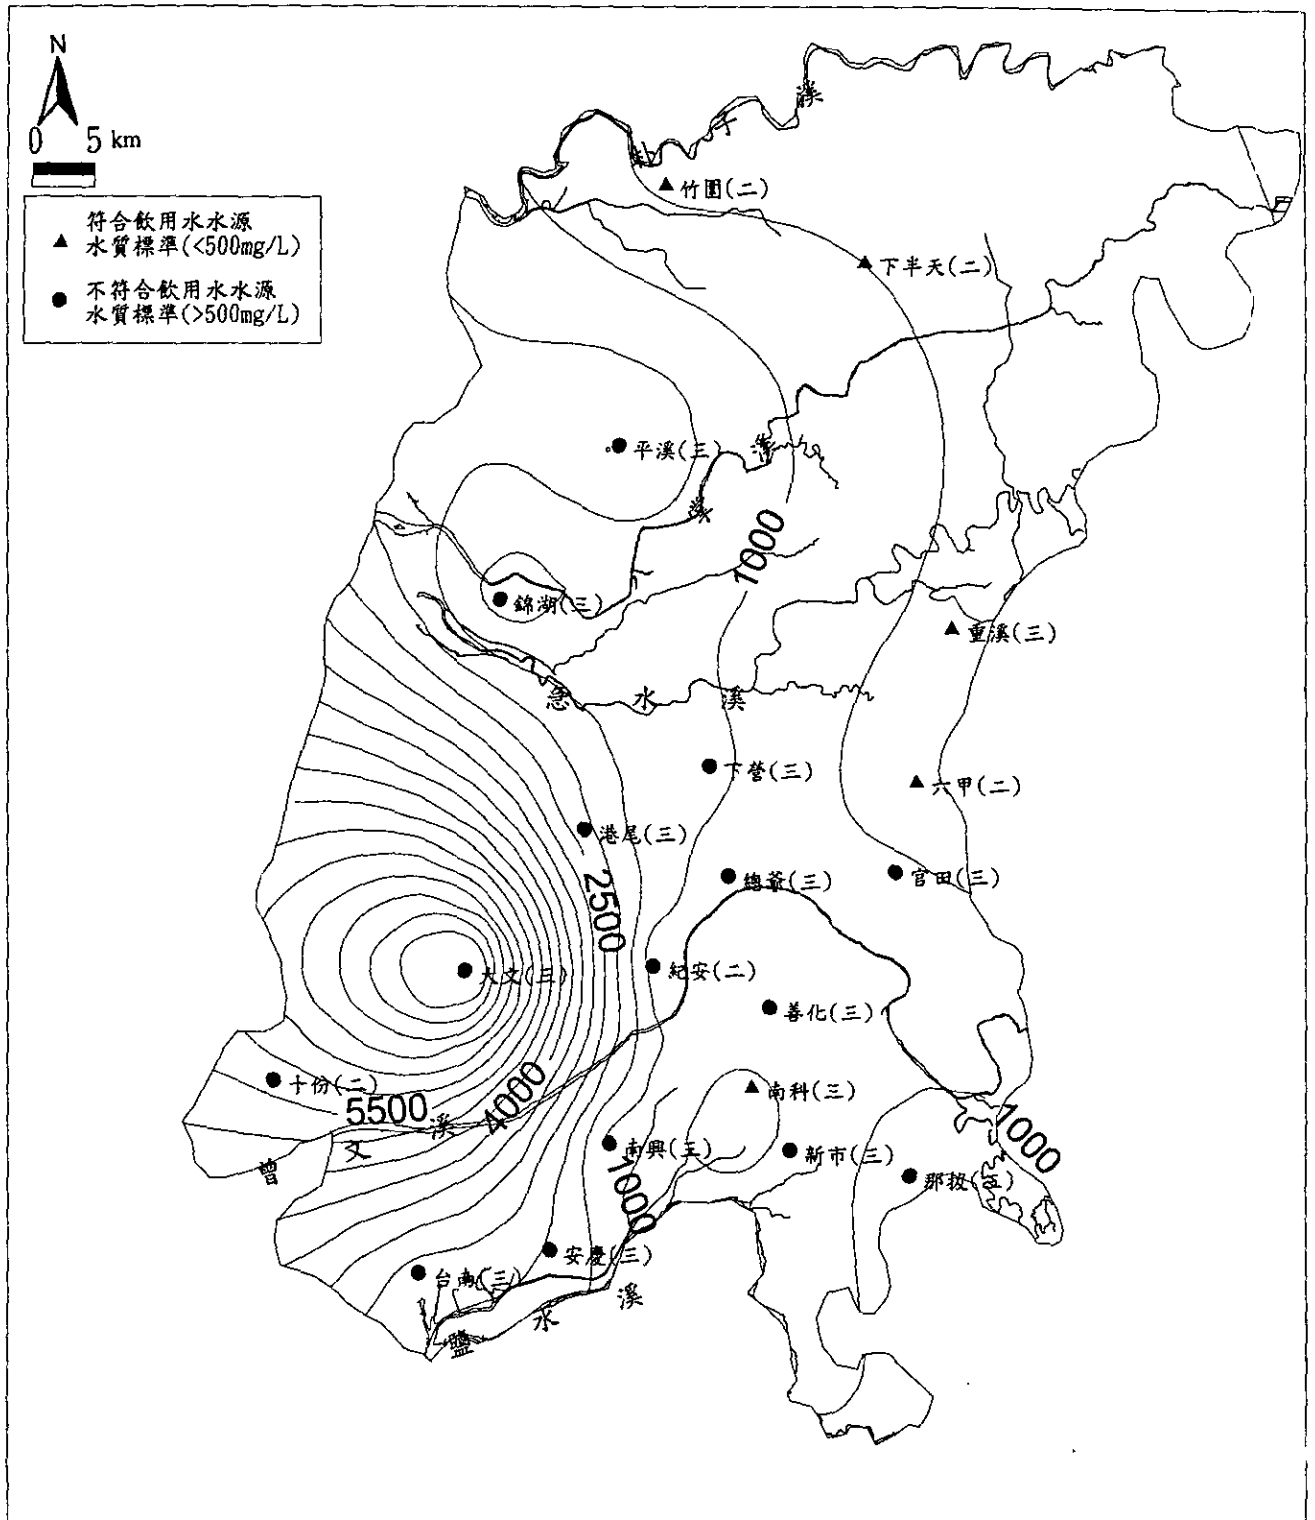 N
0 5 km
符合飲用水水源
水質標準(<500mg/L)
不符合飲用水水源
水質標準(>500mg/L)
子
溪
竹圍(二)
下半天(二)
平溪(三)
溪
1000
錦湖(三)
重溪(三)
急水溪
下營(三)
六甲(二)
港尾(三)
總爺(三)
官田(三)
2500
大文(三)
紀安(二)
善化(三)
十份(二)
5500
4000
南科(三)
1000
曾文溪
南興(三)
新市(三)
那拔(三)
1000
安慶(三)
台南(三)
鹽水溪